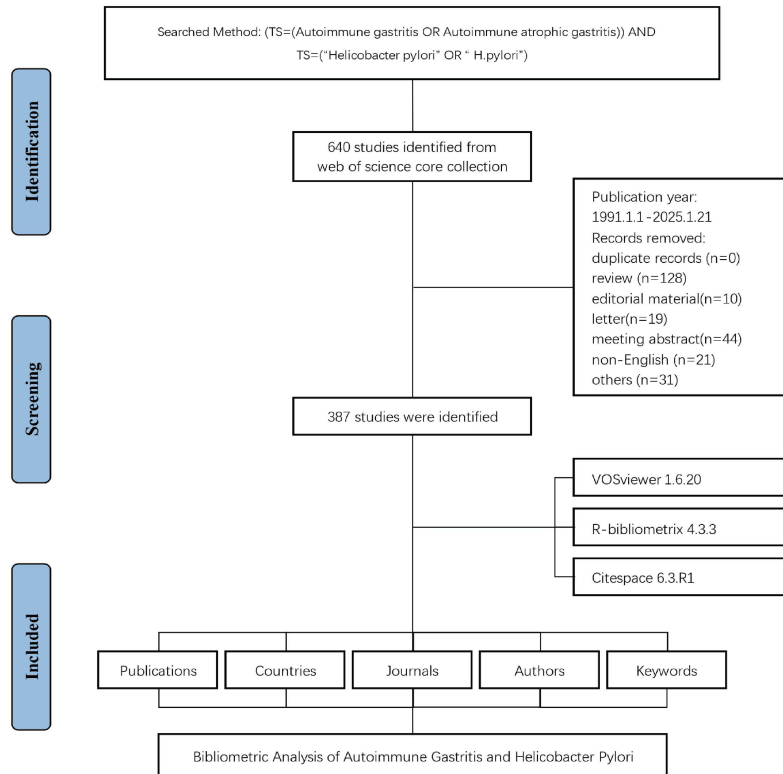 Searched Method: (TS=(Autoimmune gastritis OR Autoimmune atrophic gastritis)) AND
TS=("Helicobacter pylori" OR " H.pylori")
Identification
640 studies identified from
web of science core collection
Publication year:
1991.1.1-2025.1.21
Records removed:
duplicate records (n=0)
review (n=128)
editorial material(n=10)
letter(n=19)
meeting abstract(n=44)
non-English (n=21)
others (n=31)
Screening
387 studies were identified
VOSviewer 1.6.20
R-bibliometrix 4.3.3
Citespace 6.3.R1
Included
Publications
Countries
Journals
Authors
Keywords
Bibliometric Analysis of Autoimmune Gastritis and Helicobacter Pylori